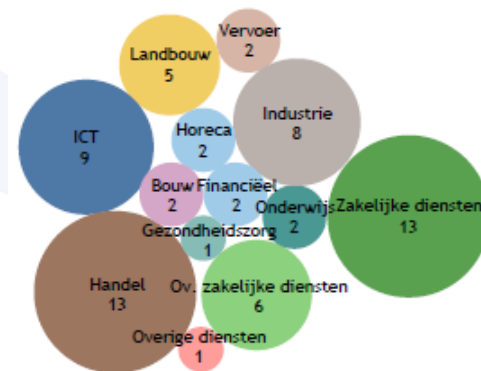 Vervoer
2
Landbouw
5
Industrie
8
ICT
9
Horeca
2
Bouw
2
Financiëel
2
Onderwijs
2
Zakelijke diensten
13
Gezondheidszorg
1
Handel
13
Ov. zakelijke diensten
6
Overige diensten
1